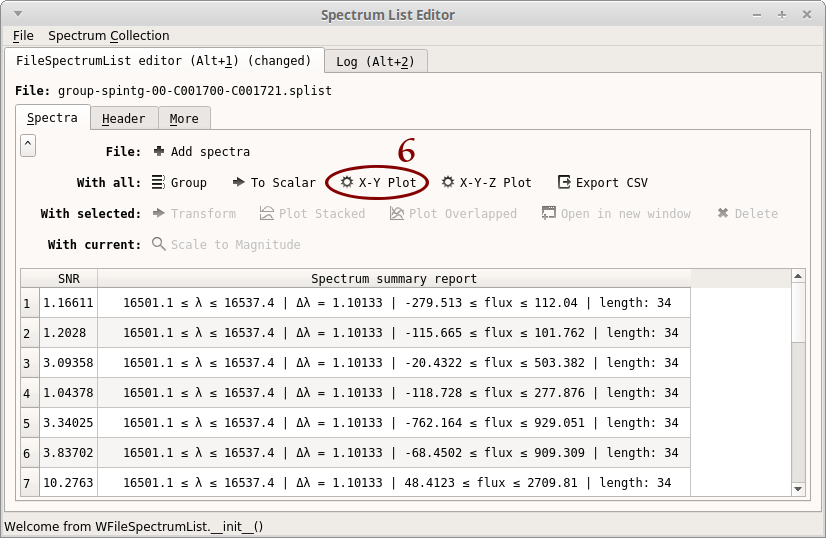 Spectrum List Editor
File Spectrum Collection
FileSpectrumList editor (Alt+1) (changed) Log (Alt+2)
File: group-spintg-00-C001700-C001721.splist
Spectra Header More
^
6
File: Add spectra
With all: Group To Scalar X-Y Plot X-Y-Z Plot Export CSV
With selected: Transform Plot Stacked Plot Overlapped Open in new window Delete
With current: Scale to Magnitude
SNR Spectrum summary report
1 1.16611 16501.1 ≤ λ ≤ 16537.4 | Δλ = 1.10133 | -279.513 ≤ flux ≤ 112.04 | length: 34
2 1.2028 16501.1 ≤ λ ≤ 16537.4 | Δλ = 1.10133 | -115.665 ≤ flux ≤ 101.762 | length: 34
3 3.09358 16501.1 ≤ λ ≤ 16537.4 | Δλ = 1.10133 | -20.4322 ≤ flux ≤ 503.382 | length: 34
4 1.04378 16501.1 ≤ λ ≤ 16537.4 | Δλ = 1.10133 | -118.728 ≤ flux ≤ 277.876 | length: 34
5 3.34025 16501.1 ≤ λ ≤ 16537.4 | Δλ = 1.10133 | -762.164 ≤ flux ≤ 929.051 | length: 34
6 3.83702 16501.1 ≤ λ ≤ 16537.4 | Δλ = 1.10133 | -68.4502 ≤ flux ≤ 909.309 | length: 34
7 10.2763 16501.1 ≤ λ ≤ 16537.4 | Δλ = 1.10133 | 48.4123 ≤ flux ≤ 2709.81 | length: 34
Welcome from WFileSpectrumList.__init__()